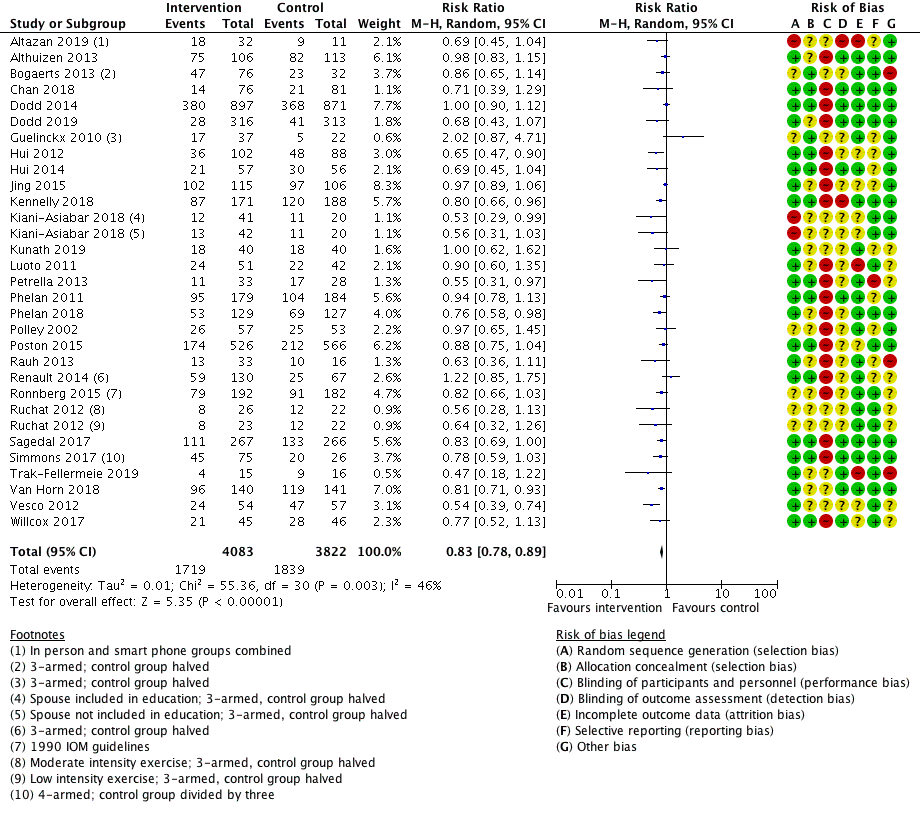 Intervention Control Risk Ratio Risk Ratio Risk of Bias
Study or Subgroup Events Total Events Total Weight M-H, Random, 95% CI M-H, Random, 95% CI A B C D E F G
Altazan 2019 (1) 18 32 9 11 2.1% 0.69 [0.45, 1.04]
Althuizen 2013 75 106 82 113 6.1% 0.98 [0.83, 1.15]
Bogaerts 2013 (2) 47 76 23 32 3.6% 0.86 [0.65, 1.14]
Chan 2018 14 76 21 81 1.1% 0.71 [0.39, 1.29]
Dodd 2014 380 897 368 871 7.7% 1.00 [0.90, 1.12]
Dodd 2019 28 316 41 313 1.8% 0.68 [0.43, 1.07]
Guelinckx 2010 (3) 17 37 5 22 0.6% 2.02 [0.87, 4.71]
Hui 2012 36 102 48 88 3.0% 0.65 [0.47, 0.90]
Hui 2014 21 57 30 56 2.1% 0.69 [0.45, 1.04]
Jing 2015 102 115 97 106 8.3% 0.97 [0.89, 1.06]
Kennelly 2018 87 171 120 188 5.5% 0.80 [0.66, 0.96]
Kiani-Asiabar 2018 (4) 12 41 11 20 1.1% 0.53 [0.29, 0.99]
Kiani-Asiabar 2018 (5) 13 42 11 20 1.1% 0.56 [0.31, 1.03]
Kunath 2019 18 40 18 40 1.6% 1.00 [0.62, 1.62]
Luoto 2011 24 51 22 42 2.1% 0.90 [0.60, 1.35]
Petrella 2013 11 33 17 28 1.2% 0.55 [0.31, 0.97]
Phelan 2011 95 179 104 184 5.6% 0.94 [0.78, 1.13]
Phelan 2018 53 129 69 127 4.0% 0.76 [0.58, 0.98]
Polley 2002 26 57 25 53 2.2% 0.97 [0.65, 1.45]
Poston 2015 174 526 212 566 6.1% 0.88 [0.75, 1.04]
Rauh 2013 13 33 10 16 1.2% 0.63 [0.36, 1.11]
Renault 2014 (6) 59 130 25 67 2.5% 1.22 [0.85, 1.75]
Ronnberg 2015 (7) 79 192 91 182 4.6% 0.82 [0.66, 1.03]
Ruchat 2012 (8) 8 26 12 22 0.9% 0.56 [0.28, 1.13]
Ruchat 2012 (9) 8 23 12 22 0.9% 0.64 [0.32, 1.26]
Sagedal 2017 111 267 133 266 5.6% 0.83 [0.69, 1.00]
Simmons 2017 (10) 45 75 20 26 3.6% 0.78 [0.59, 1.03]
Trak-Fellermeie 2019 4 15 9 16 0.5% 0.47 [0.18, 1.22]
Van Horn 2018 96 140 119 141 7.0% 0.81 [0.71, 0.93]
Vesco 2012 24 54 47 57 3.1% 0.54 [0.39, 0.74]
Willcox 2017 21 45 28 46 2.3% 0.77 [0.52, 1.13]
Total (95% CI) 4083 3822 100.0% 0.83 [0.78, 0.89]
Total events 1719 1839
Heterogeneity: Tau² = 0.01; Chi² = 55.36, df = 30 (P = 0.003); I² = 46%
Test for overall effect: Z = 5.35 (P < 0.00001)
0.01 0.1 1 10 100
Favours intervention Favours control
Footnotes
(1) In person and smart phone groups combined
(2) 3-armed; control group halved
(3) 3-armed; control group halved
(4) Spouse included in education; 3-armed, control group halved
(5) Spouse not included in education; 3-armed, control group halved
(6) 3-armed; control group halved
(7) 1990 IOM guidelines
(8) Moderate intensity exercise; 3-armed, control group halved
(9) Low intensity exercise; 3-armed, control group halved
(10) 4-armed; control group divided by three
Risk of bias legend
(A) Random sequence generation (selection bias)
(B) Allocation concealment (selection bias)
(C) Blinding of participants and personnel (performance bias)
(D) Blinding of outcome assessment (detection bias)
(E) Incomplete outcome data (attrition bias)
(F) Selective reporting (reporting bias)
(G) Other bias